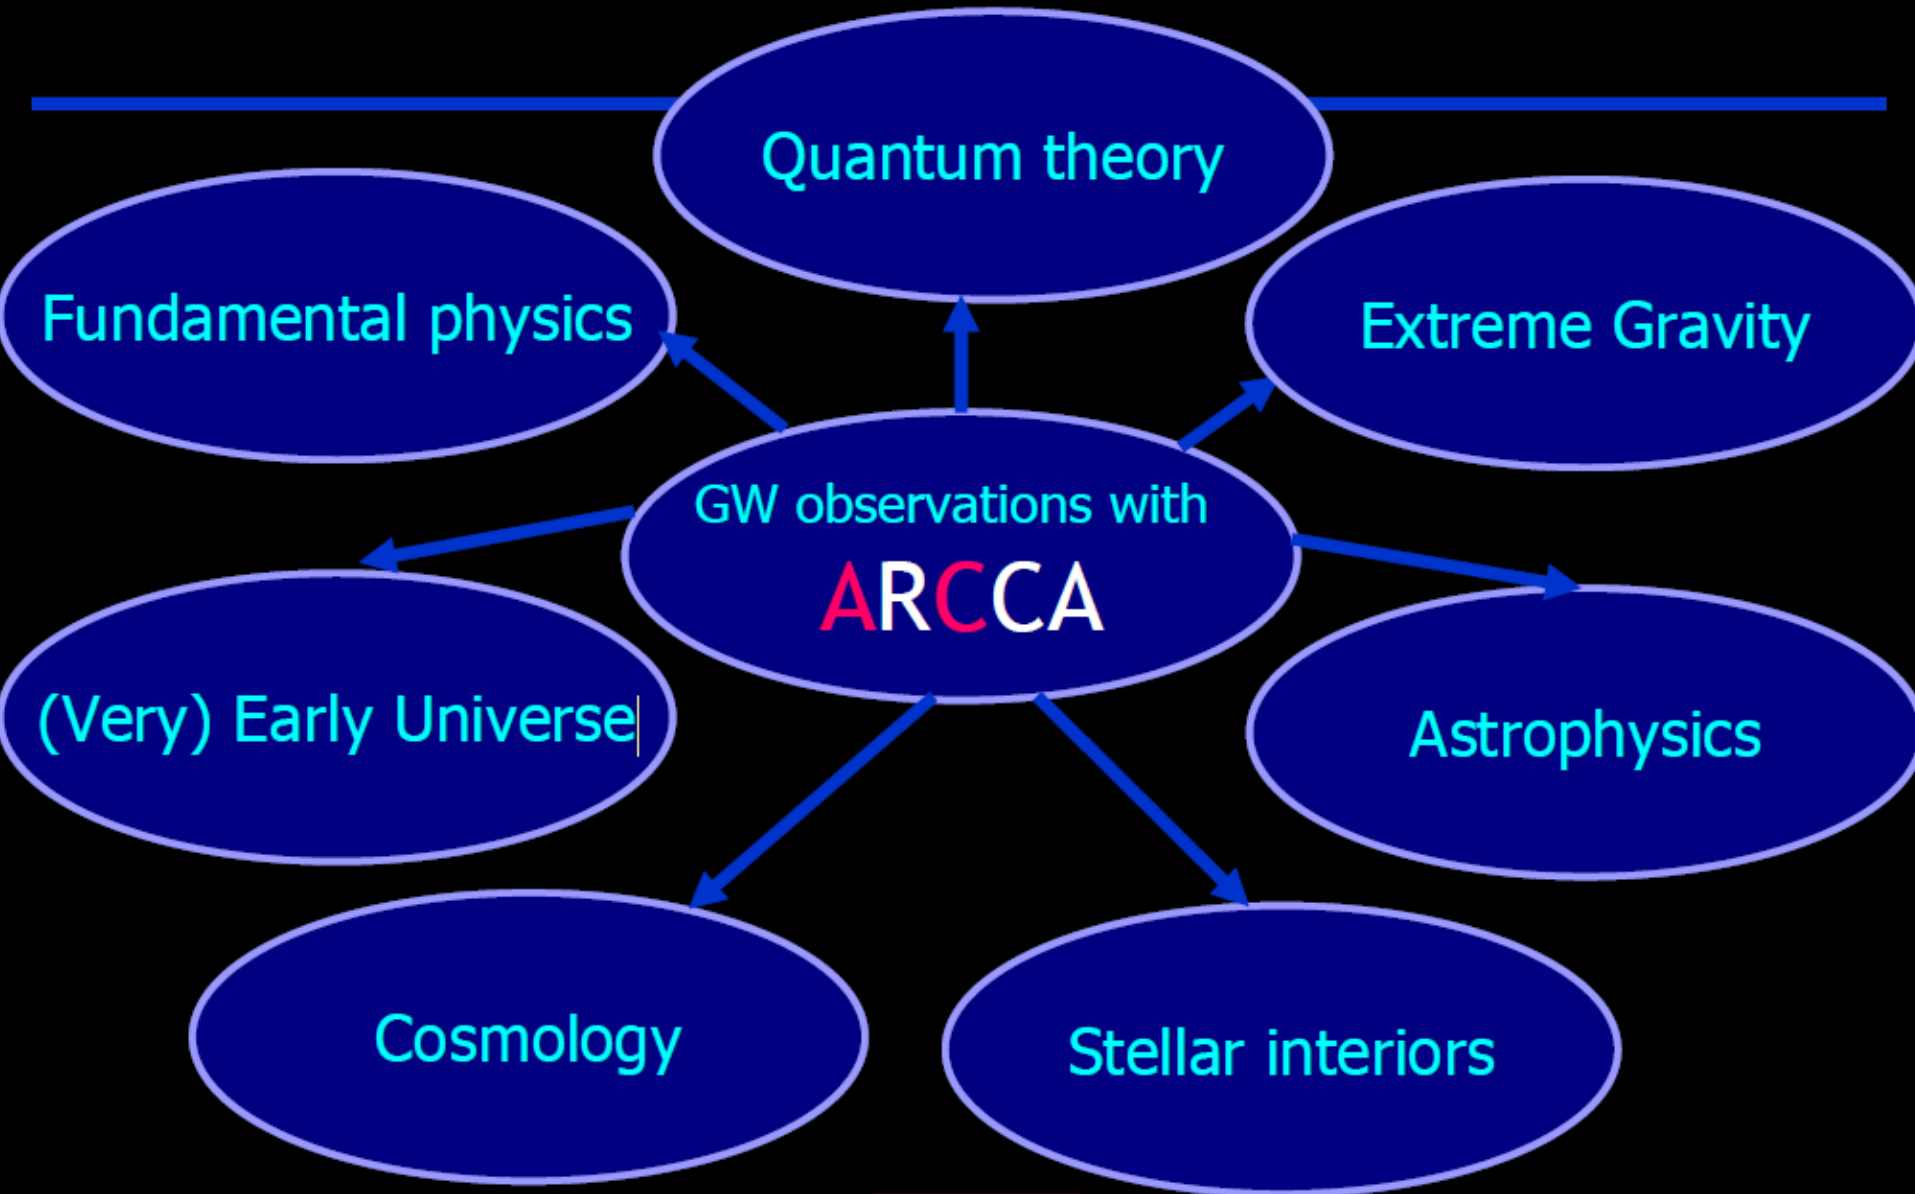 Quantum theory
Fundamental physics
Extreme Gravity
GW observations with
ARCCA
(Very) Early Universe
Astrophysics
Cosmology
Stellar interiors